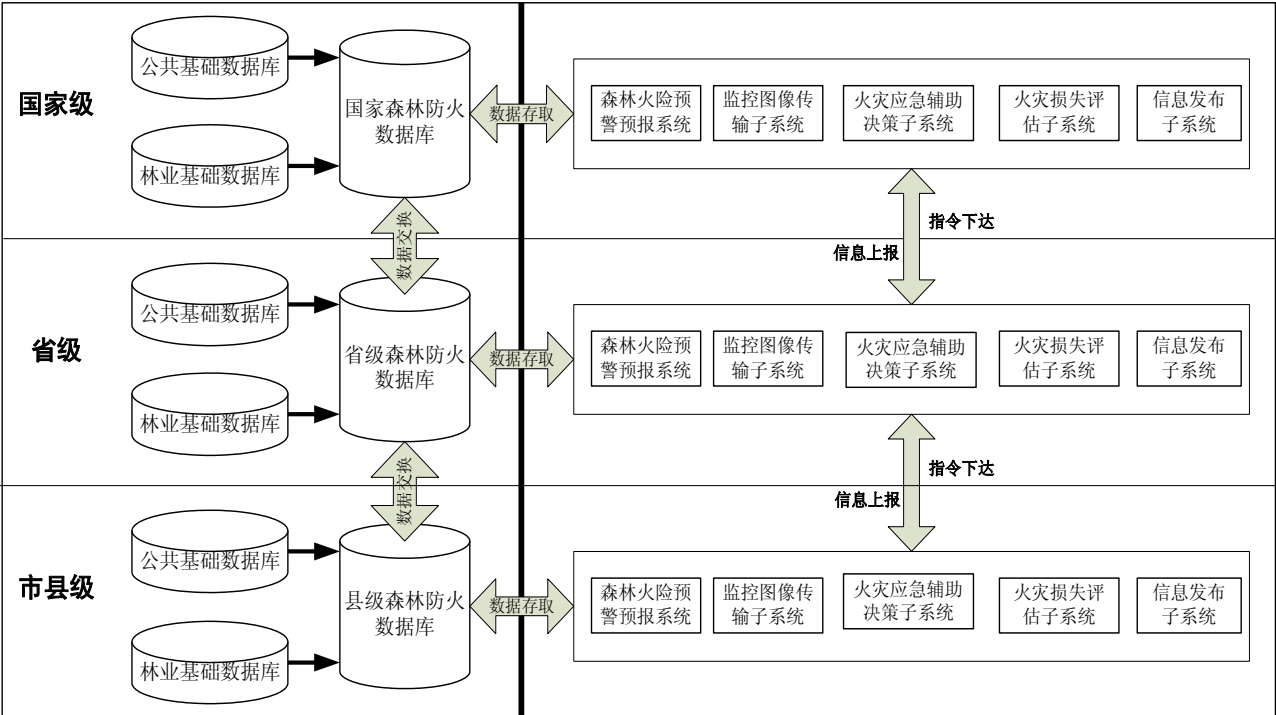 国家级
公共基础数据库
林业基础数据库
国家森林防火
数据库
数据存取
森林火险预
警预报系统
监控图像传
输子系统
火灾应急辅助
决策子系统
火灾损失评
估子系统
信息发布
子系统
数据交换
指令下达
信息上报
省级
公共基础数据库
林业基础数据库
省级森林防火
数据库
数据存取
森林火险预
警预报系统
监控图像传
输子系统
火灾应急辅助
决策子系统
火灾损失评
估子系统
信息发布
子系统
数据交换
指令下达
信息上报
市县级
公共基础数据库
林业基础数据库
县级森林防火
数据库
数据存取
森林火险预
警预报系统
监控图像传
输子系统
火灾应急辅助
决策子系统
火灾损失评
估子系统
信息发布
子系统